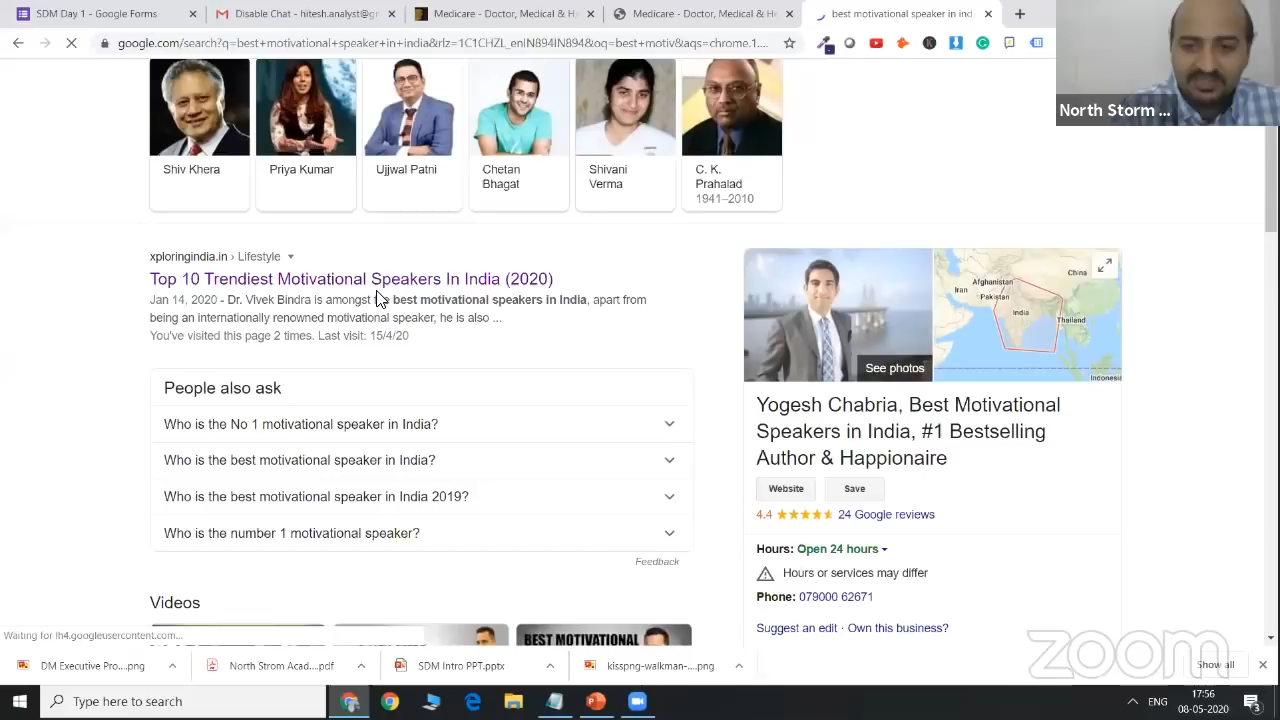 SDM Day 1 - Google Forms
Disability - hitesh.analyst@gr
Medicare - Doctor, Medical & He
Medicare - Doctor, Medical & He
best motivational speaker in ind
google.com/search?q=best+motivational+speaker+in+india&rlz=1C1CHZL_enIN894IN894&oq=best+motiv&aqs=chrome.1....
North Storm ...
Shiv Khera
Priya Kumar
Ujjwal Patni
Chetan
Bhagat
Shivani
Verma
C. K.
Prahalad
1941–2010
xploringindia.in › Lifestyle
Top 10 Trendiest Motivational Speakers In India (2020)
Jan 14, 2020 - Dr. Vivek Bindra is amongst best motivational speakers in India, apart from
being an internationally renowned motivational speaker, he is also ...
You've visited this page 2 times. Last visit: 15/4/20
People also ask
Who is the No 1 motivational speaker in India?
Who is the best motivational speaker in India?
Who is the best motivational speaker in India 2019?
Who is the number 1 motivational speaker?
Feedback
Videos
BEST MOTIVATIONAL
See photos
Afghanistan
China
Iran
Pakistan
India
Thailand
Indonesia
Yogesh Chabria, Best Motivational
Speakers in India, #1 Bestselling
Author & Happionaire
Website
Save
4.4
24 Google reviews
Hours: Open 24 hours
Hours or services may differ
Phone: 079000 62671
Suggest an edit · Own this business?
Waiting for lh4.googleusercontent.com...
zoom
DM Executive Pro....png
North Strom Acad....pdf
SDM Intro PPT.pptx
kisspng-walkman-....png
Show all
Type here to search
ENG
17:56
08-05-2020
3